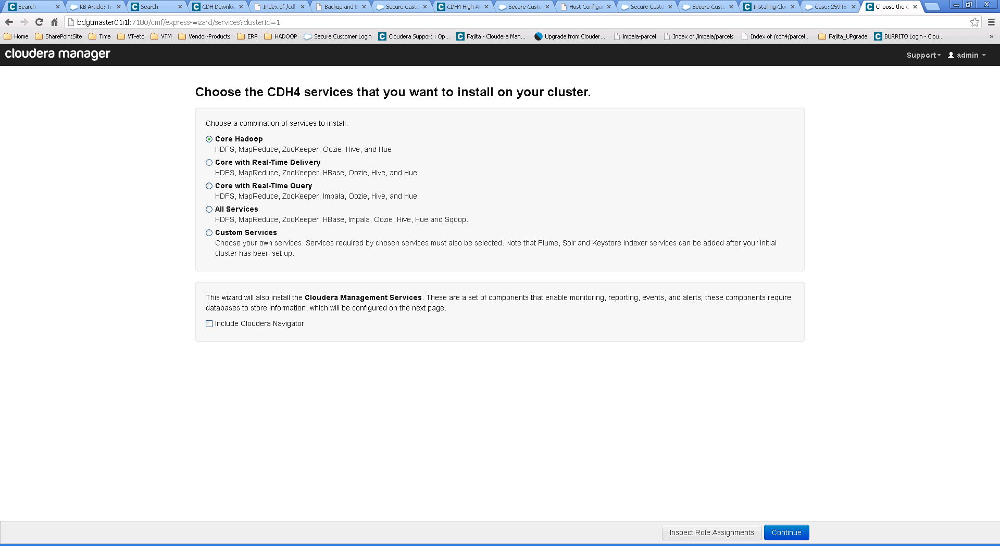 Search
KB Article: Tr
Search
CDH Downloa
Index of /cdh
Backup and D
Secure Custo
CDH4 High Av
Secure Custo
Host Configu
Secure Custo
Secure Custo
Installing Clou
Case: 25948
Choose the C
bdgtmaster01i1l:7180/cmf/express-wizard/services?clusterId=1
Home
SharePointSite
Time
VT-etc
VTM
Vendor-Products
ERP
HADOOP
Secure Customer Login
Cloudera Support : Op...
Fajita - Cloudera Man...
Upgrade from Clouder...
impala-parcel
Index of /impala/parcels
Index of /cdh4/parcel...
Fajita_UPgrade
BURRITO Login - Clou...
»
cloudera manager
Support
admin
Choose the CDH4 services that you want to install on your cluster.
Choose a combination of services to install.
Core Hadoop
HDFS, MapReduce, ZooKeeper, Oozie, Hive, and Hue
Core with Real-Time Delivery
HDFS, MapReduce, ZooKeeper, HBase, Oozie, Hive, and Hue
Core with Real-Time Query
HDFS, MapReduce, ZooKeeper, Impala, Oozie, Hive, and Hue
All Services
HDFS, MapReduce, ZooKeeper, HBase, Impala, Oozie, Hive, Hue and Sqoop.
Custom Services
Choose your own services. Services required by chosen services must also be selected. Note that Flume, Solr and Keystore Indexer services can be added after your initial
cluster has been set up.
This wizard will also install the Cloudera Management Services. These are a set of components that enable monitoring, reporting, events, and alerts; these components require
databases to store information, which will be configured on the next page.
Include Cloudera Navigator
Inspect Role Assignments
Continue